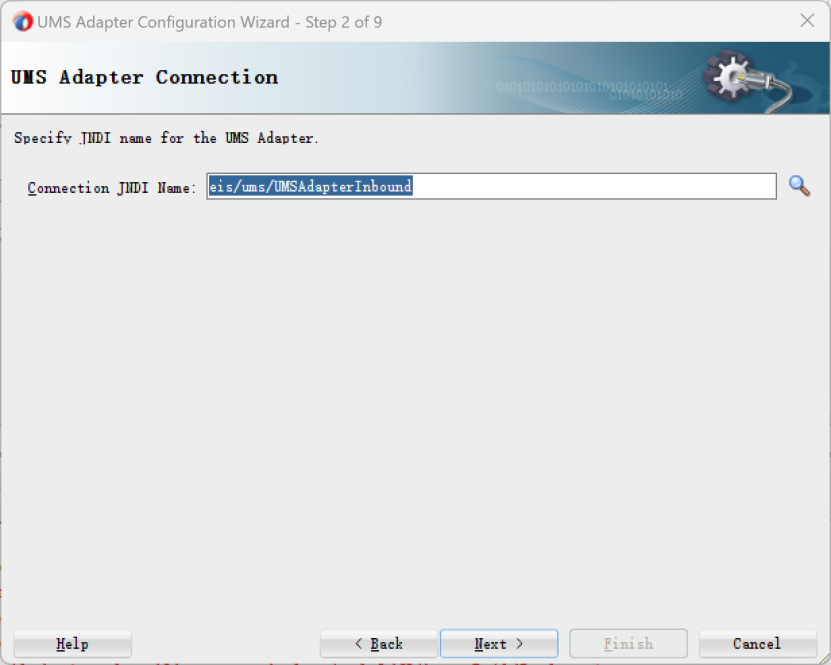 UMS Adapter Configuration Wizard - Step 2 of 9
UMS Adapter Connection
Specify JNDI name for the UMS Adapter.
Connection JNDI Name: eis/ums/UMSAdapterInbound
Help < Back Next > Finish Cancel